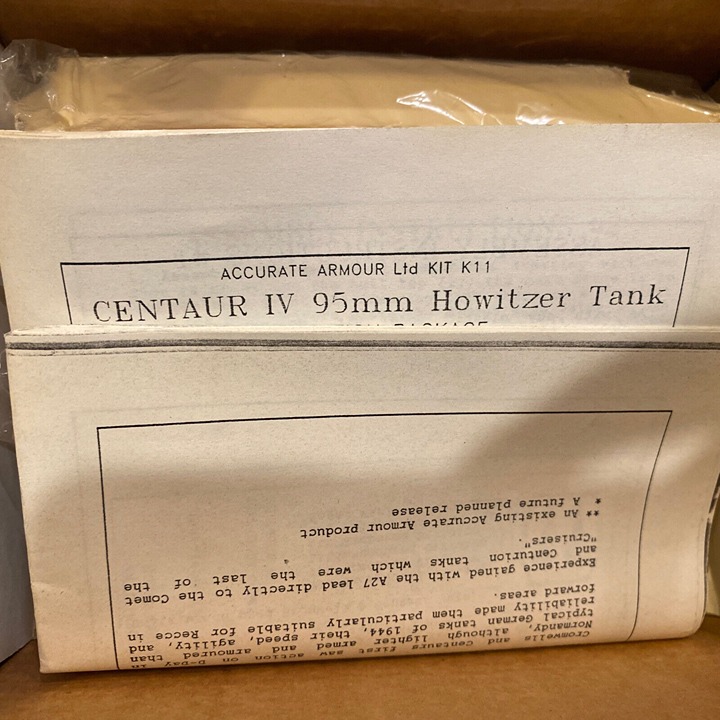 ACCURATE ARMOUR Ltd KIT K11
CENTAUR IV 95mm Howitzer Tank
PACKAGE
Cromwells and Centaurs first saw action on D-Day in
Normandy, although lighter armed and armoured than
typical German tanks of 1944, their speed, agility, and
reliability made them particularly suitable for Recce in
forward areas.
Experience gained with the A27 lead directly to the Comet
and Centurion tanks which were the last of the
"Cruisers".
** An existing Accurate Armour product
* A future planned release